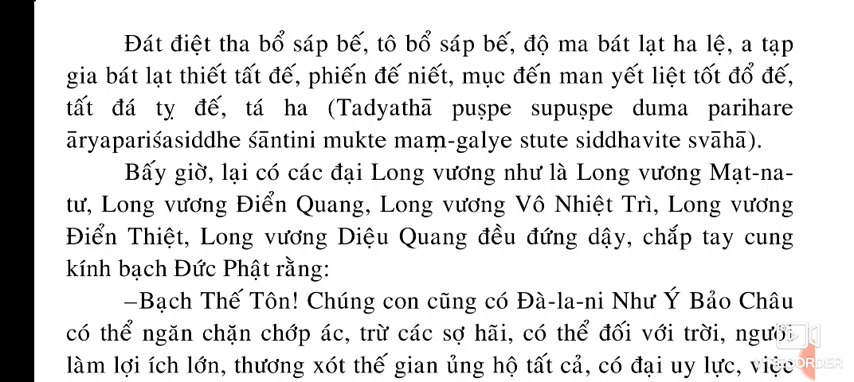 Đát điệt tha bổ sáp bế, tô bổ sáp bế, độ ma bát lạt ha lệ, a tạp
gia bát lạt thiết tất đế, phiến đế niết, mục đến man yết liệt tốt đổ đế,
tất đá tỵ đế, tá ha (Tadyathā puṣpe supuṣpe duma parihare
āryapariśasiddhe śāntini mukte maṃ-galye stute siddhavite svāhā).
Bấy giờ, lại có các đại Long vương như là Long vương Mạt-na-
tư, Long vương Điển Quang, Long vương Vô Nhiệt Trì, Long vương
Điển Thiệt, Long vương Diệu Quang đều đứng dậy, chắp tay cung
kính bạch Đức Phật rằng:
–Bạch Thế Tôn! Chúng con cũng có Đà-la-ni Như Ý Bảo Châu
có thể ngăn chặn chớp ác, trừ các sợ hãi, có thể đối với trời, người
làm lợi ích lớn, thương xót thế gian ủng hộ tất cả, có đại uy lực, việc